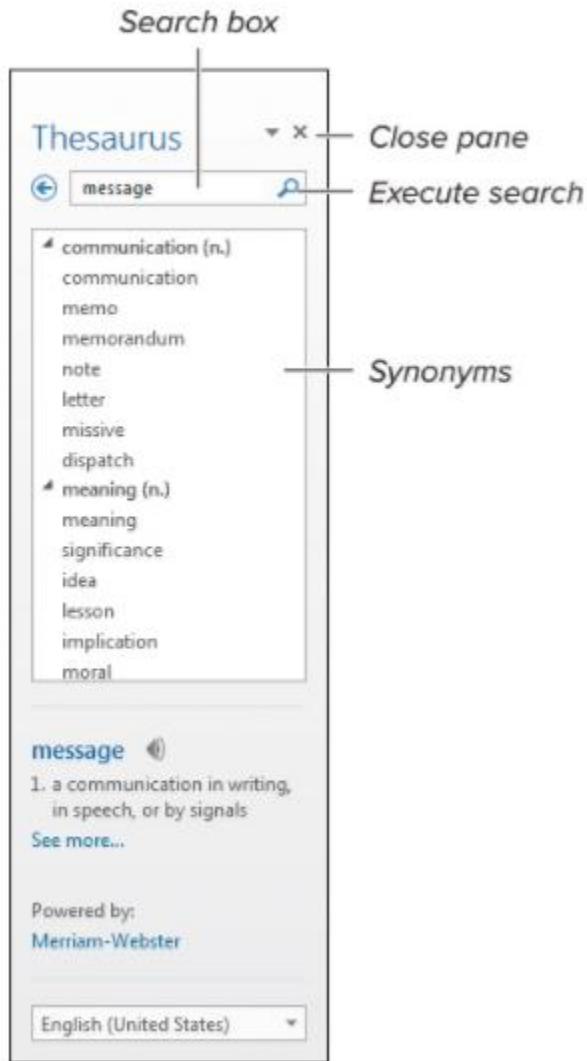 Search box
Thesaurus
Close pane
message
Execute search
communication (n.)
communication
memo
memorandum
note
Synonyms
letter
missive
dispatch
meaning (n.)
meaning
significance
idea
lesson
implication
moral
message
1. a communication in writing,
in speech, or by signals
See more...
Powered by:
Merriam-Webster
English (United States)